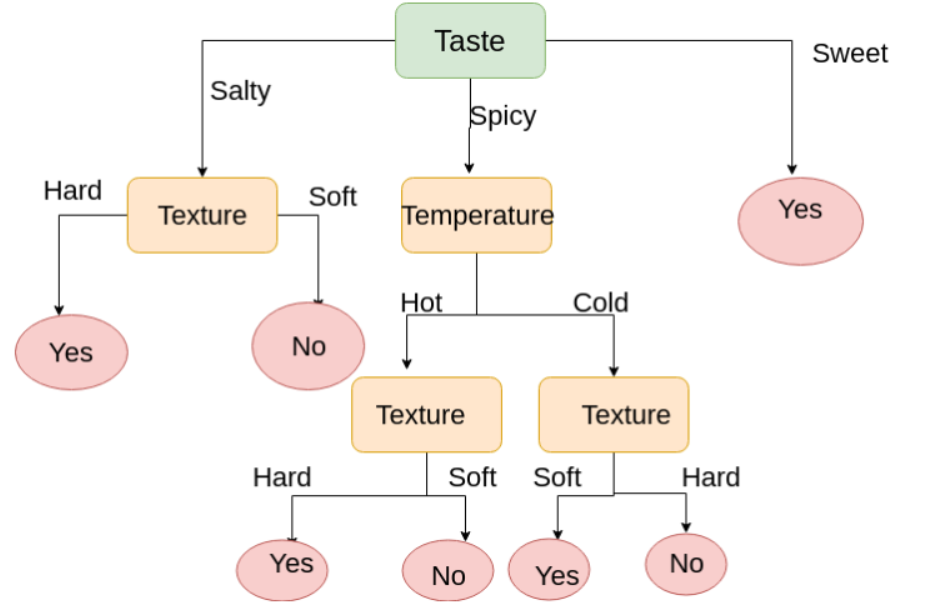 Taste
Sweet
Salty
Spicy
Hard
Soft
Texture
Temperature
Yes
Hot
Cold
Yes
No
Texture
Texture
Hard
Soft
Soft
Hard
Yes
No
Yes
No